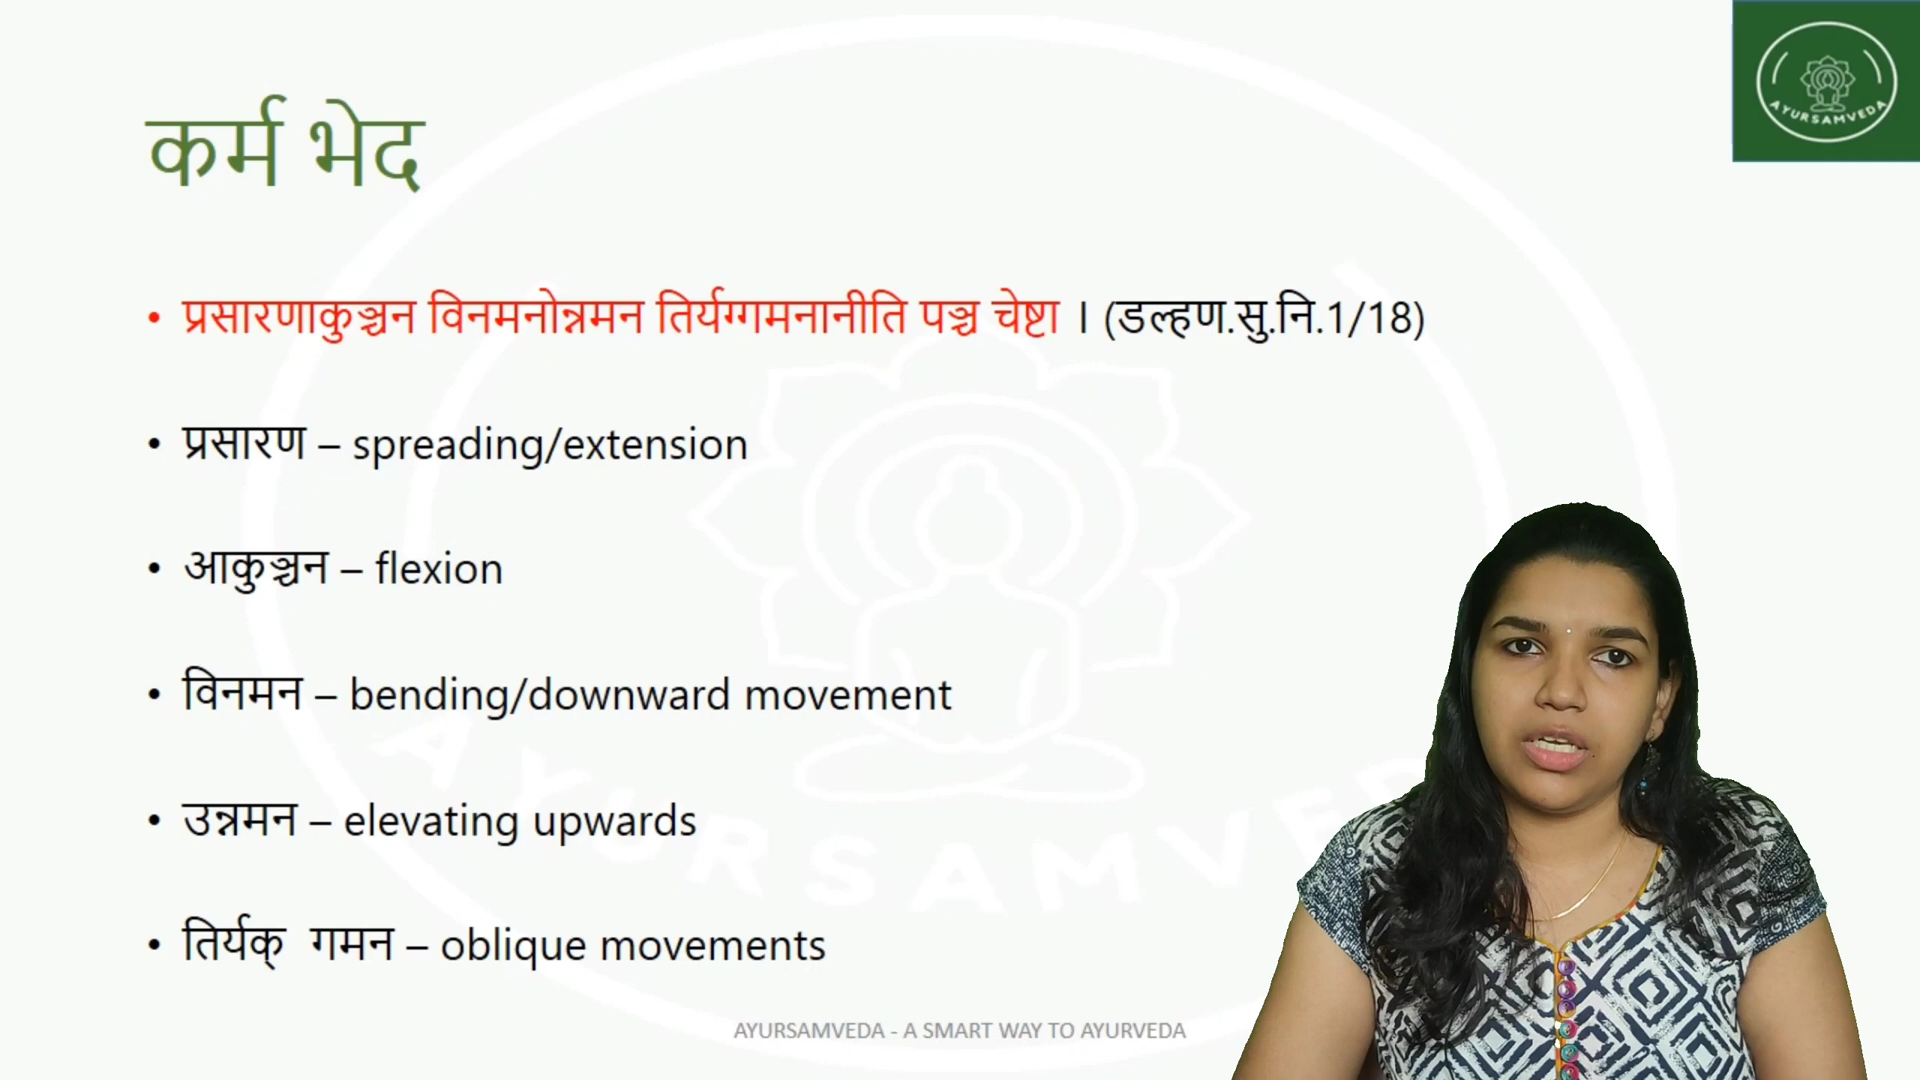 AYURSAMVEDA
कर्म भेद
• प्रसारणाकुञ्चन विनमनोन्नमन तिर्यग्गमनानीति पञ्च चेष्टा । (डल्हण.सु.नि.1/18)
• प्रसारण – spreading/extension
• आकुञ्चन – flexion
• विनमन – bending/downward movement
• उन्नमन – elevating upwards
• तिर्यक् गमन – oblique movements
AYURSAMVEDA
AYURSAMVEDA - A SMART WAY TO AYURVEDA